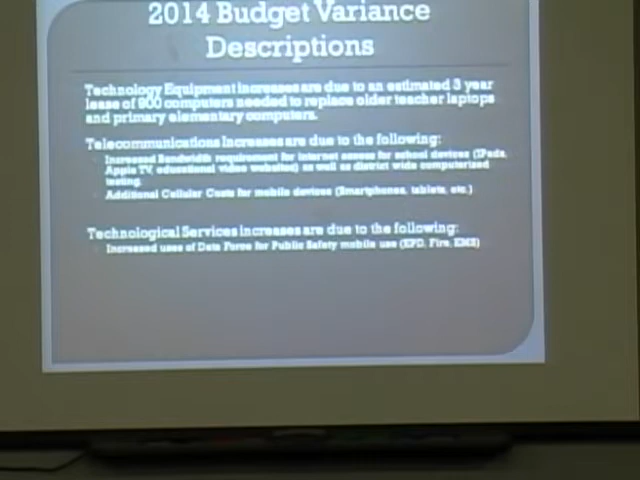 2014 Budget Variance
Descriptions
Technology Equipment increases are due to an estimated 3 year
lease of 900 computers needed to replace older teacher laptops
and primary elementary computers.
Telecommunications Increases are due to the following:
Increased Bandwidth requirement for internet access for school devices (IPads,
Apple TV, educational video websites) as well as district wide computerized
testing.
Additional Cellular Costs for mobile devices (Smartphones, tablets, etc.)
Technological Services increases are due to the following:
Increased uses of Data Force for Public Safety mobile use (EPD, Fire, EMS)